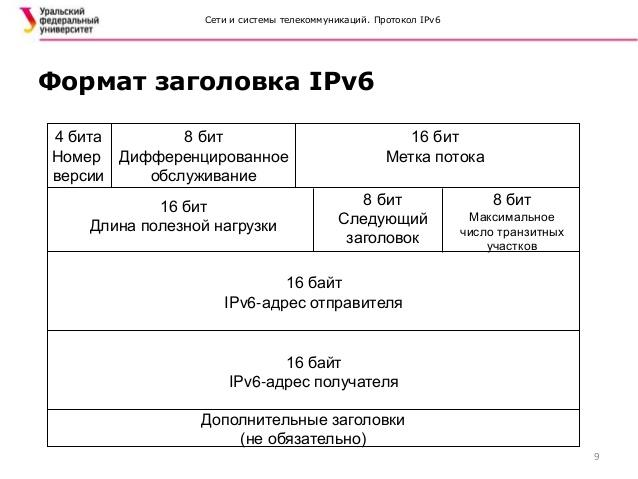 Уральский
федеральный
университет
Сети и системы телекоммуникаций. Протокол IPv6
Формат заголовка IPv6
4 бита
Номер
версии
8 бит
Дифференцированное
обслуживание
16 бит
Метка потока
16 бит
Длина полезной нагрузки
8 бит
Следующий
заголовок
8 бит
Максимальное
число транзитных
участков
16 байт
IPv6-адрес отправителя
16 байт
IPv6-адрес получателя
Дополнительные заголовки
(не обязательно)
9